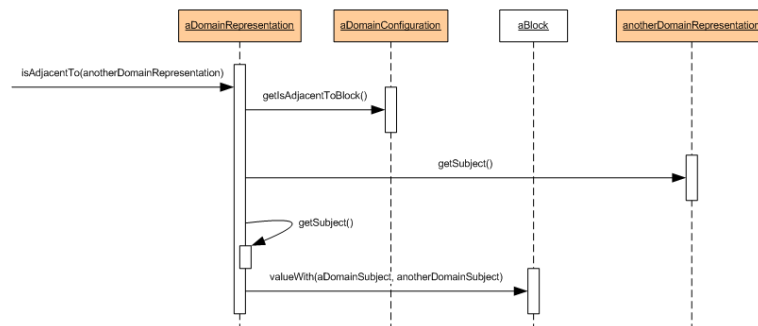 aDomainRepresentation
aDomainConfiguration
aBlock
anotherDomainRepresentation
isAdjacentTo(anotherDomainRepresentation)
getIsAdjacentToBlock()
getSubject()
getSubject()
valueWith(aDomainSubject, anotherDomainSubject)